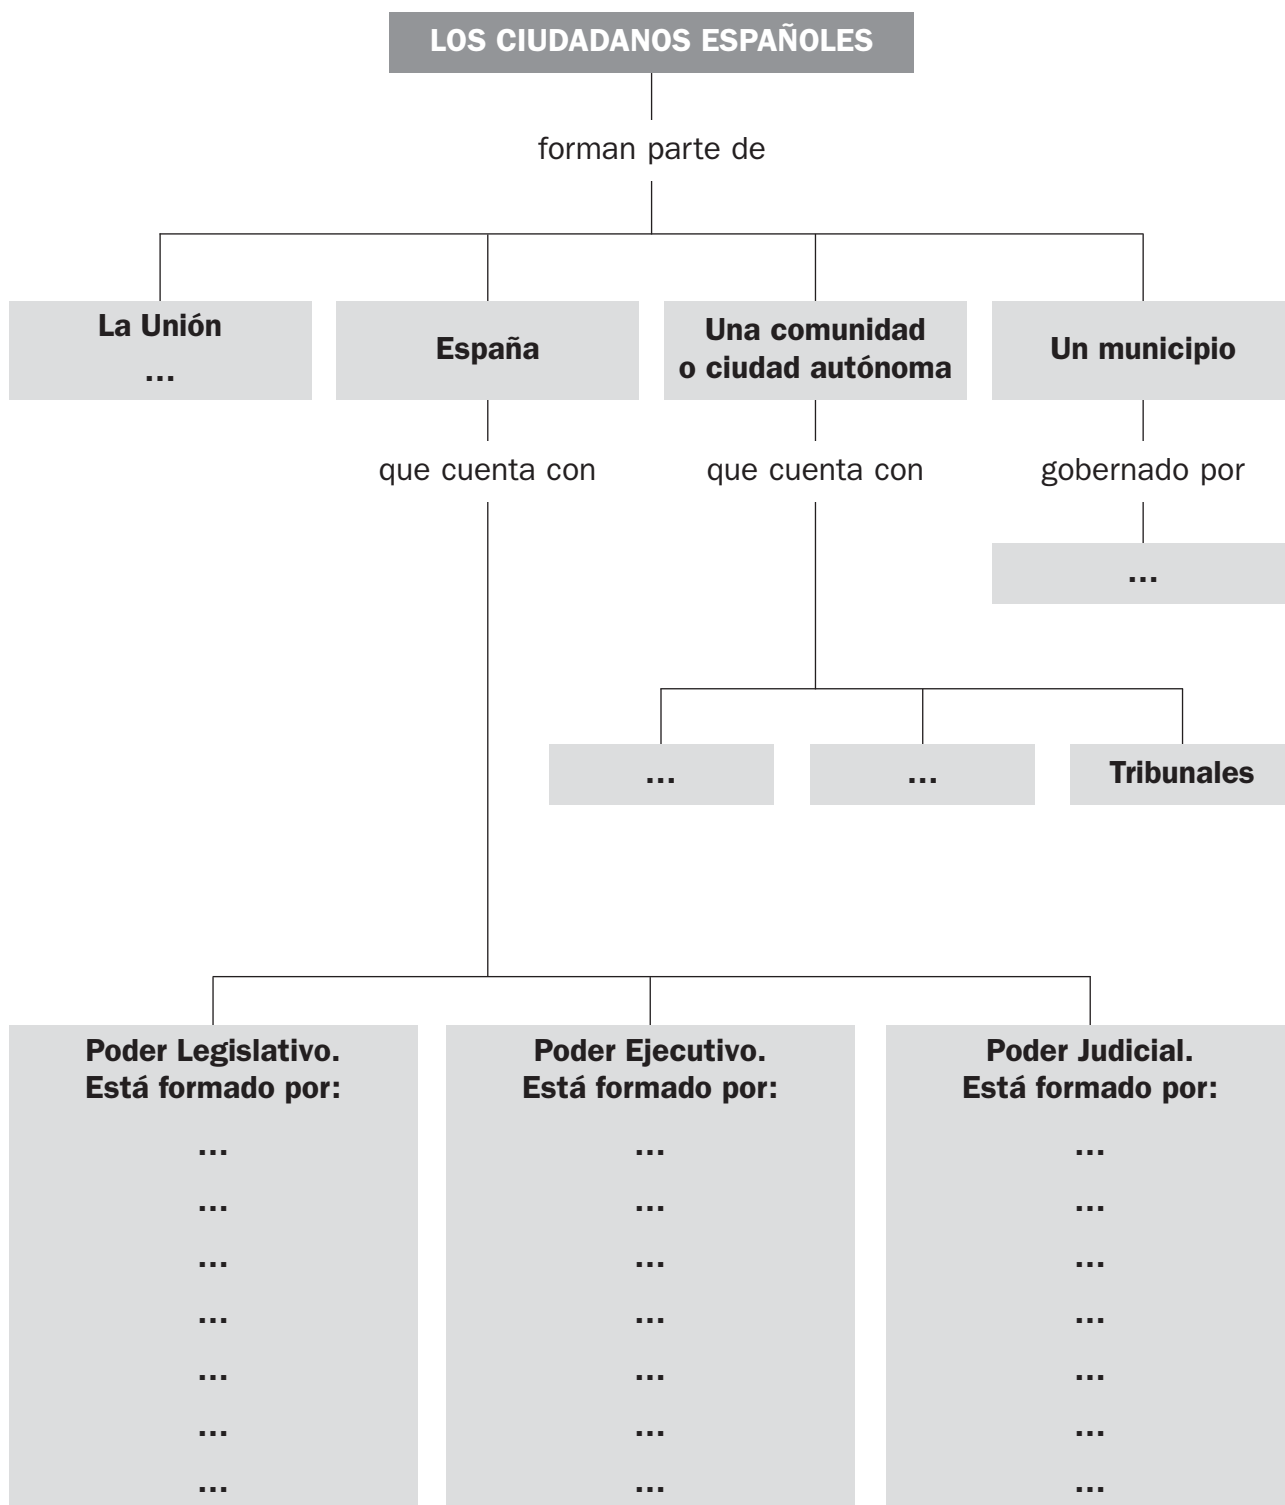 LOS CIUDADANOS ESPAÑOLES
forman parte de
La Unión
...
España
Una comunidad
o ciudad autónoma
Un municipio
que cuenta con
que cuenta con
gobernado por
...
...
...
Tribunales
Poder Legislativo.
Está formado por:
...
...
...
...
...
...
...
Poder Ejecutivo.
Está formado por:
...
...
...
...
...
...
...
Poder Judicial.
Está formado por:
...
...
...
...
...
...
...